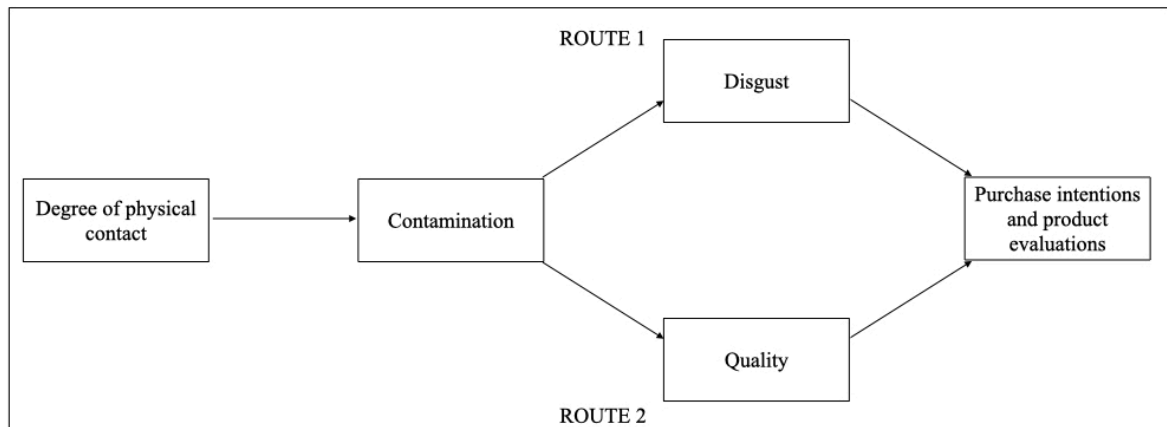 ROUTE 1
Disgust
Degree of physical
contact
Contamination
Purchase intentions
and product
evaluations
Quality
ROUTE 2